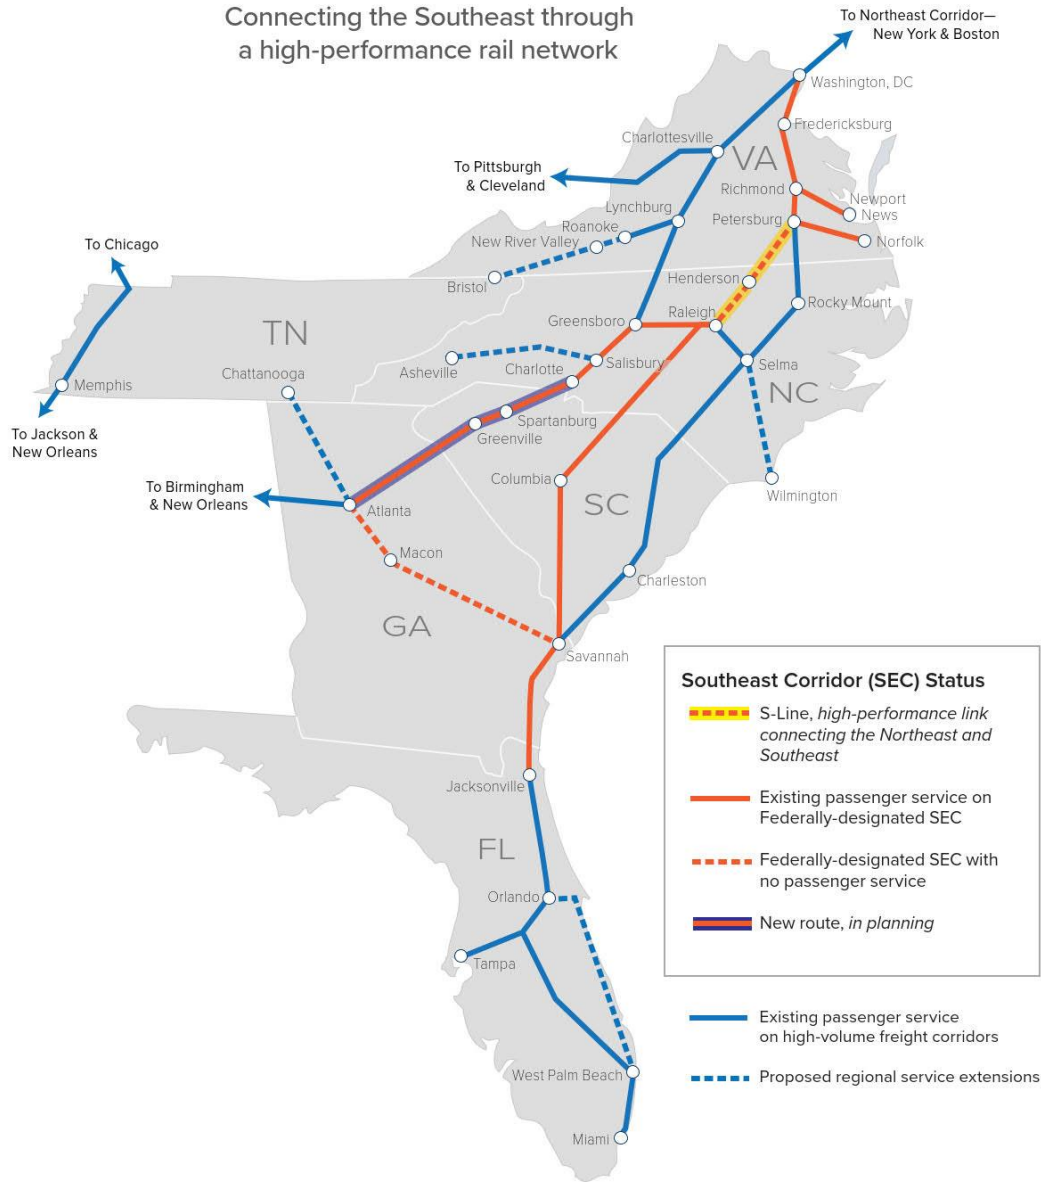 Connecting the Southeast through
a high-performance rail network
To Northeast Corridor—
New York & Boston
Washington, DC
Fredericksburg
Charlottesville
VA
To Pittsburgh
& Cleveland
Richmond
Newport
News
Lynchburg
Petersburg
Roanoke
New River Valley
Norfolk
To Chicago
Bristol
Henderson
Rocky Mount
Raleigh
Greensboro
TN
Salisbury
Selma
Charlotte
Asheville
Chattanooga
Memphis
NC
Spartanburg
Greenville
To Jackson &
New Orleans
Columbia
To Birmingham
& New Orleans
Wilmington
SC
Atlanta
Macon
Charleston
GA
Savannah
Southeast Corridor (SEC) Status
S-Line, high-performance link
connecting the Northeast and
Southeast
Jacksonville
Existing passenger service on
Federally-designated SEC
FL
Federally-designated SEC with
no passenger service
Orlando
New route, in planning
Tampa
Existing passenger service
on high-volume freight corridors
West Palm Beach
Proposed regional service extensions
Miami